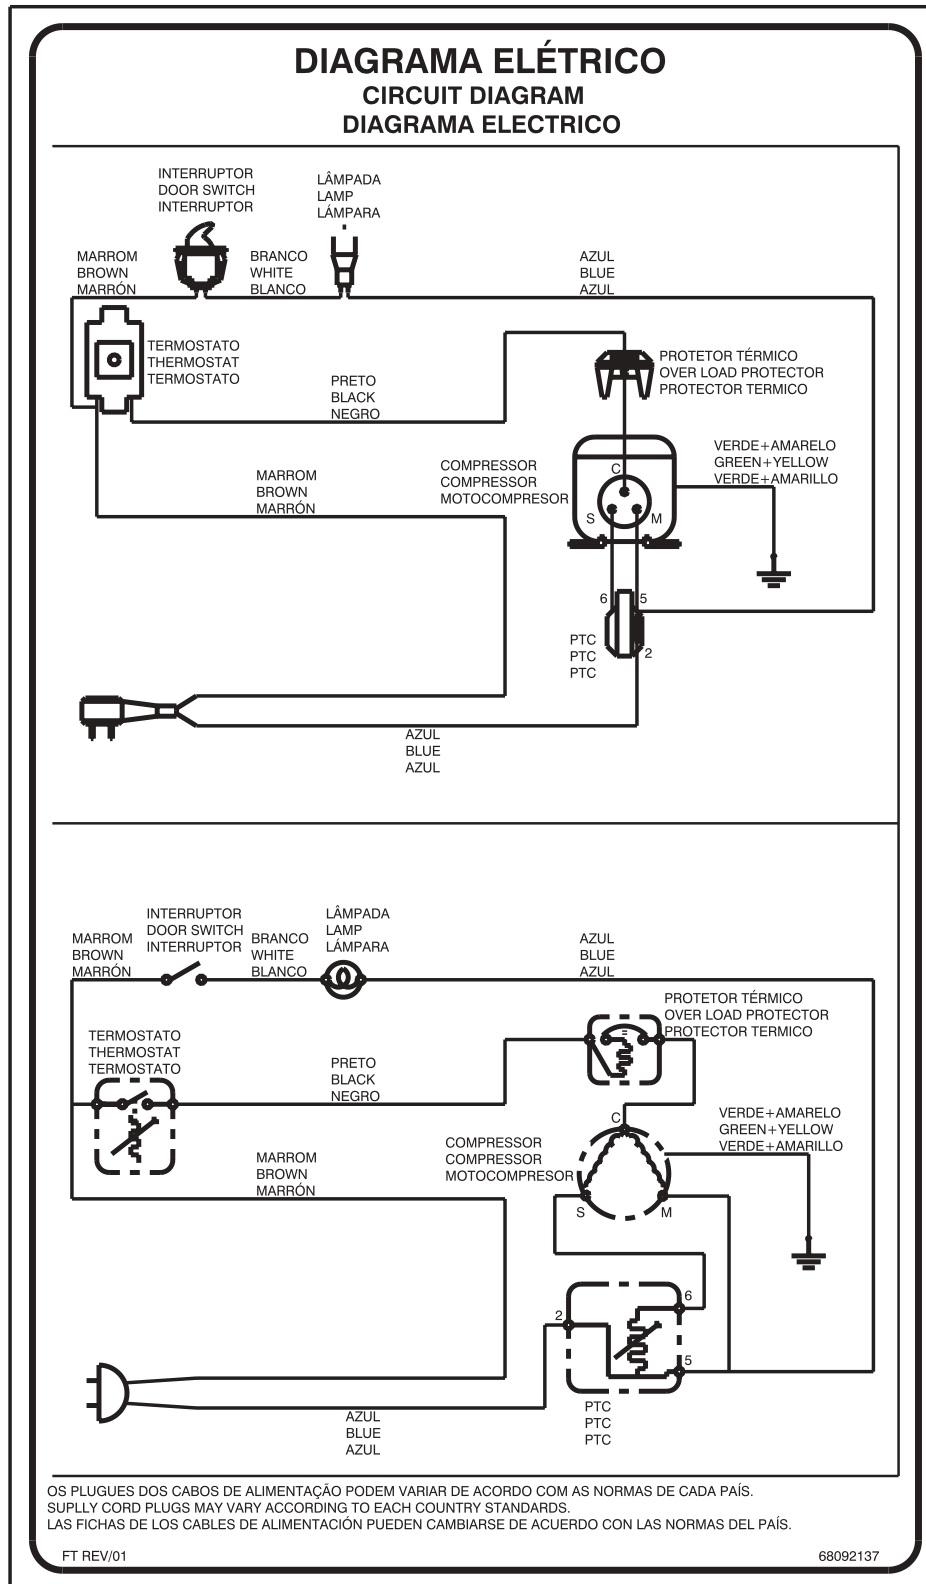 DIAGRAMA ELÉTRICO
CIRCUIT DIAGRAM
DIAGRAMA ELECTRICO
INTERRUPTOR
DOOR SWITCH
INTERRUPTOR
LÂMPADA
LAMP
LÁMPARA
MARROM
BROWN
MARRÓN
BRANCO
WHITE
BLANCO
AZUL
BLUE
AZUL
TERMOSTATO
THERMOSTAT
TERMOSTATO
PROTETOR TÉRMICO
OVER LOAD PROTECTOR
PROTECTOR TERMICO
PRETO
BLACK
NEGRO
VERDE+AMARELO
GREEN+YELLOW
VERDE+AMARILLO
COMPRESSOR
COMPRESSOR
MOTOCOMPRESOR
C
S
M
MARROM
BROWN
MARRÓN
6
5
PTC
PTC
PTC
2
AZUL
BLUE
AZUL
INTERRUPTOR
DOOR SWITCH
INTERRUPTOR
LÂMPADA
LAMP
LÁMPARA
MARROM
BROWN
MARRÓN
BRANCO
WHITE
BLANCO
AZUL
BLUE
AZUL
PROTETOR TÉRMICO
OVER LOAD PROTECTOR
PROTECTOR TERMICO
TERMOSTATO
THERMOSTAT
TERMOSTATO
PRETO
BLACK
NEGRO
C
VERDE+AMARELO
GREEN+YELLOW
VERDE+AMARILLO
COMPRESSOR
COMPRESSOR
MOTOCOMPRESOR
MARROM
BROWN
MARRÓN
S
M
6
2
5
PTC
PTC
PTC
AZUL
BLUE
AZUL
OS PLUGUES DOS CABOS DE ALIMENTAÇÃO PODEM VARIAR DE ACORDO COM AS NORMAS DE CADA PAÍS.
SUPLLY CORD PLUGS MAY VARY ACCORDING TO EACH COUNTRY STANDARDS.
LAS FICHAS DE LOS CABLES DE ALIMENTACIÓN PUEDEN CAMBIARSE DE ACUERDO CON LAS NORMAS DEL PAÍS.
FT REV/01
68092137